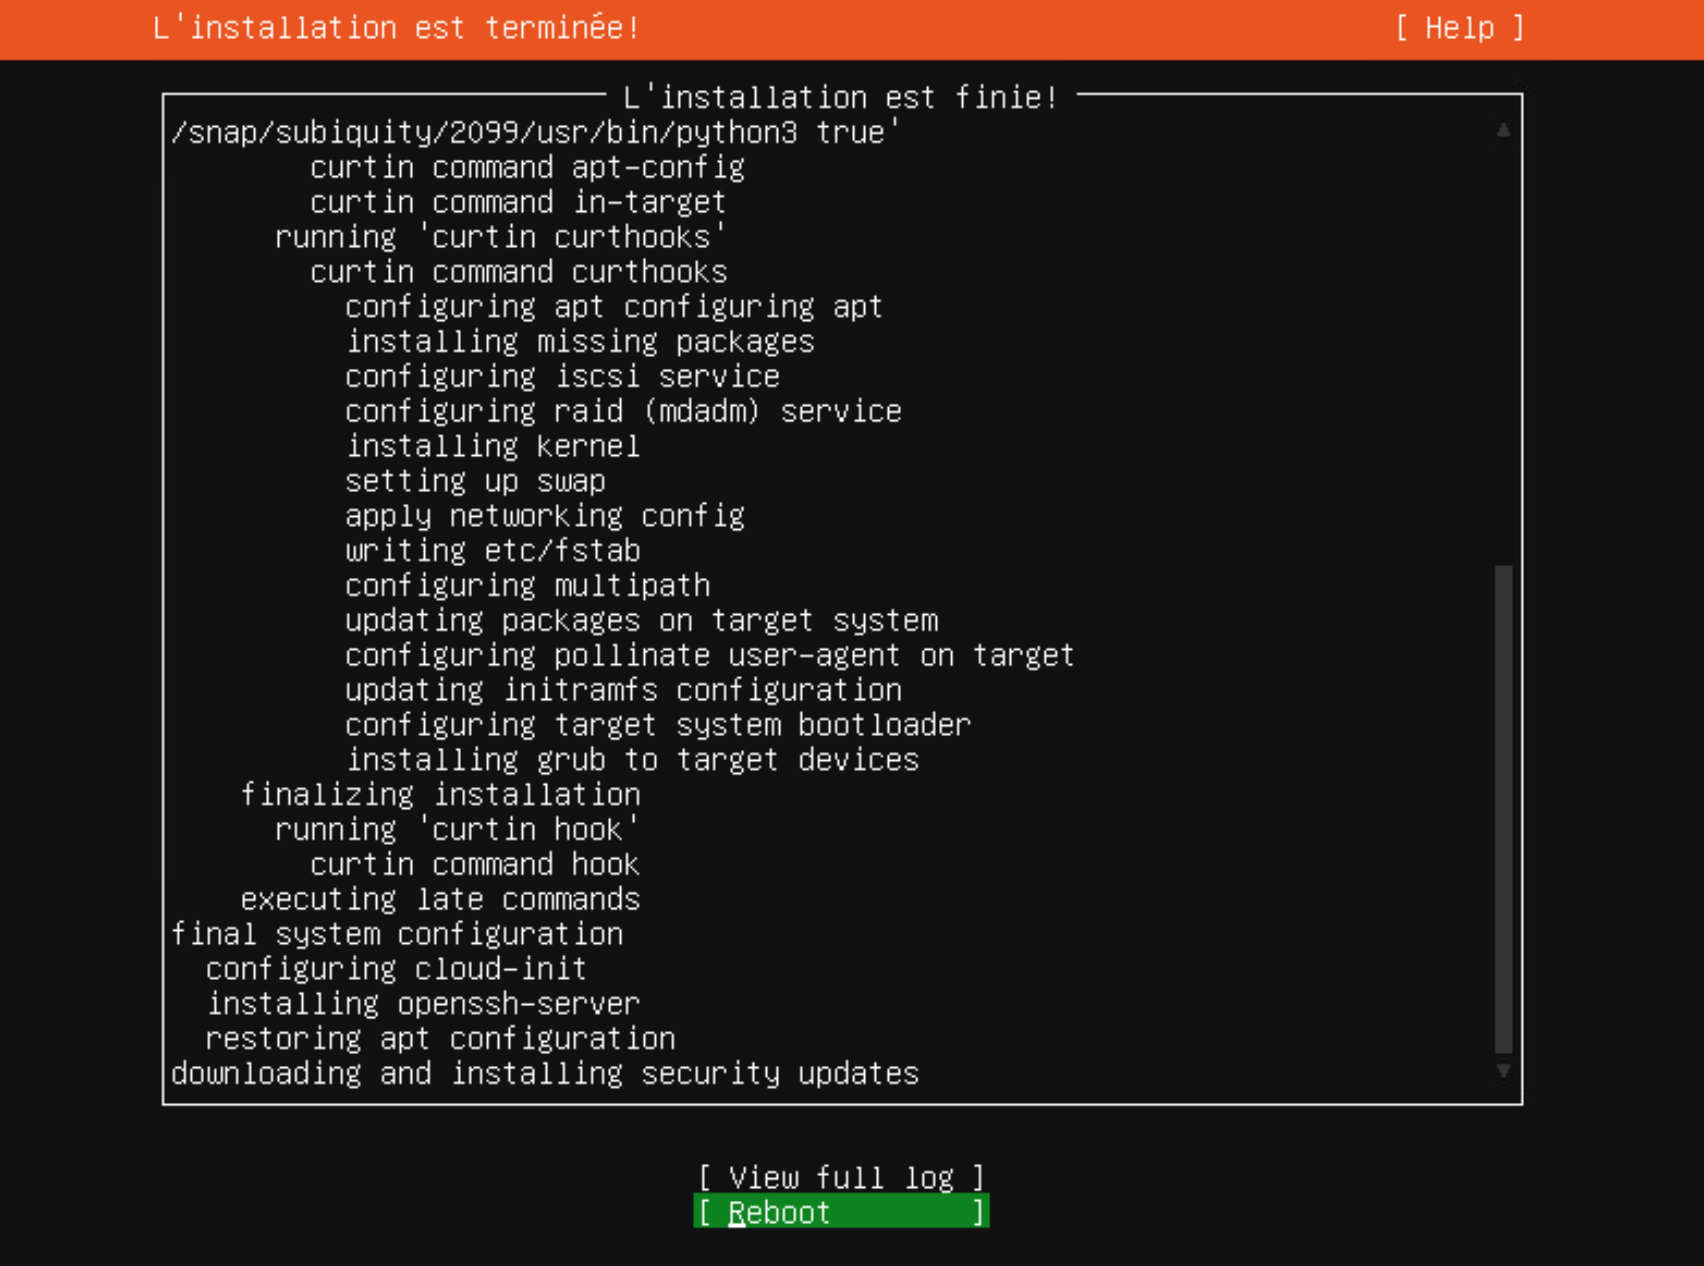 L'installation est terminée! [ Help ]
L'installation est finie!
/snap/subiquity/2099/usr/bin/python3 true'
curtin command apt-config
curtin command in-target
running 'curtin curthooks'
curtin command curthooks
configuring apt configuring apt
installing missing packages
configuring iscsi service
configuring raid (mdadm) service
installing kernel
setting up swap
apply networking config
writing etc/fstab
configuring multipath
updating packages on target system
configuring pollinate user-agent on target
updating initramfs configuration
configuring target system bootloader
installing grub to target devices
finalizing installation
running 'curtin hook'
curtin command hook
executing late commands
final system configuration
configuring cloud-init
installing openssh-server
restoring apt configuration
downloading and installing security updates
[ View full log ]
[ Reboot ]